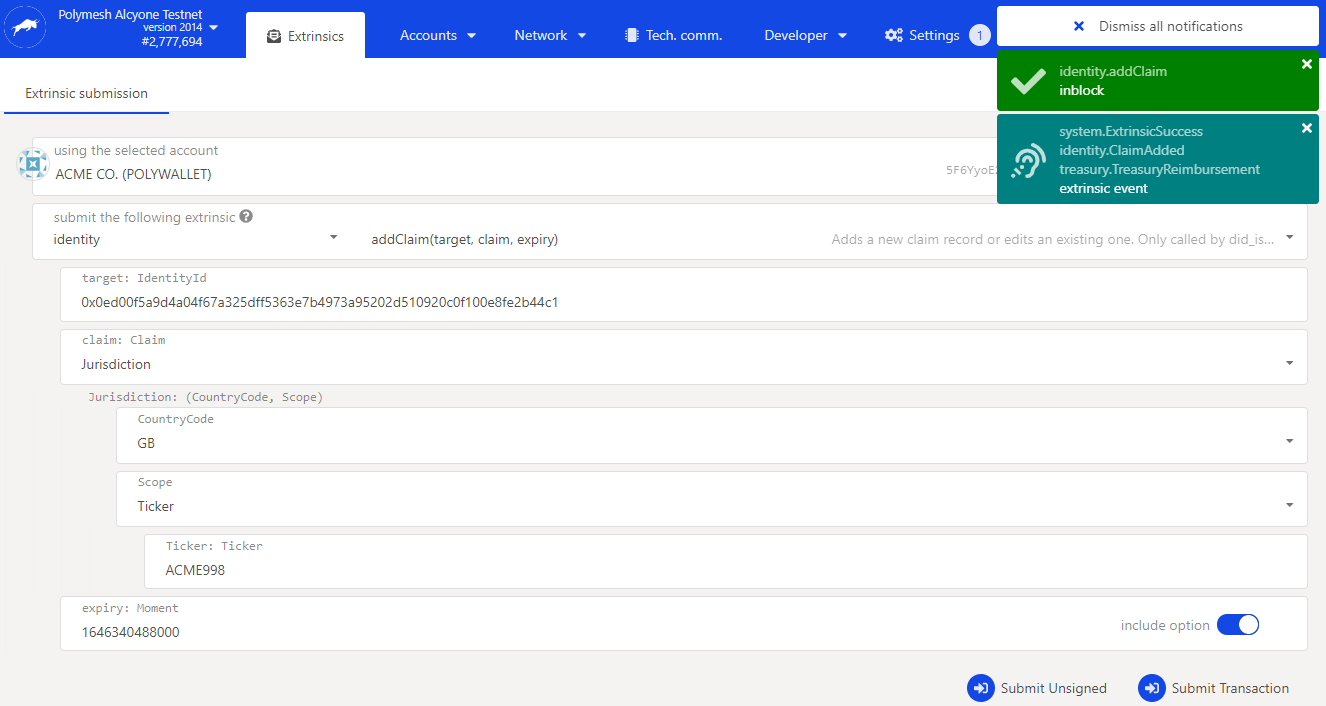 Polymesh Alcyone Testnet
version 2014
#2,777,694
Extrinsics
Accounts
Network
Tech. comm.
Developer
Settings
1
Dismiss all notifications
identity.addClaim
inblock
system.ExtrinsicSuccess
identity.ClaimAdded
treasury.TreasuryReimbursement
extrinsic event
Extrinsic submission
using the selected account
ACME CO. (POLYWALLET)
submit the following extrinsic
identity
addClaim(target, claim, expiry)
Adds a new claim record or edits an existing one. Only called by did_is...
target: IdentityId
0x0ed00f5a9d4a04f67a325dff5363e7b4973a95202d510920c0f100e8fe2b44c1
claim: Claim
Jurisdiction
Jurisdiction: (CountryCode, Scope)
CountryCode
GB
Scope
Ticker
Ticker: Ticker
ACME998
expiry: Moment
1646340488000
include option
Submit Unsigned
Submit Transaction